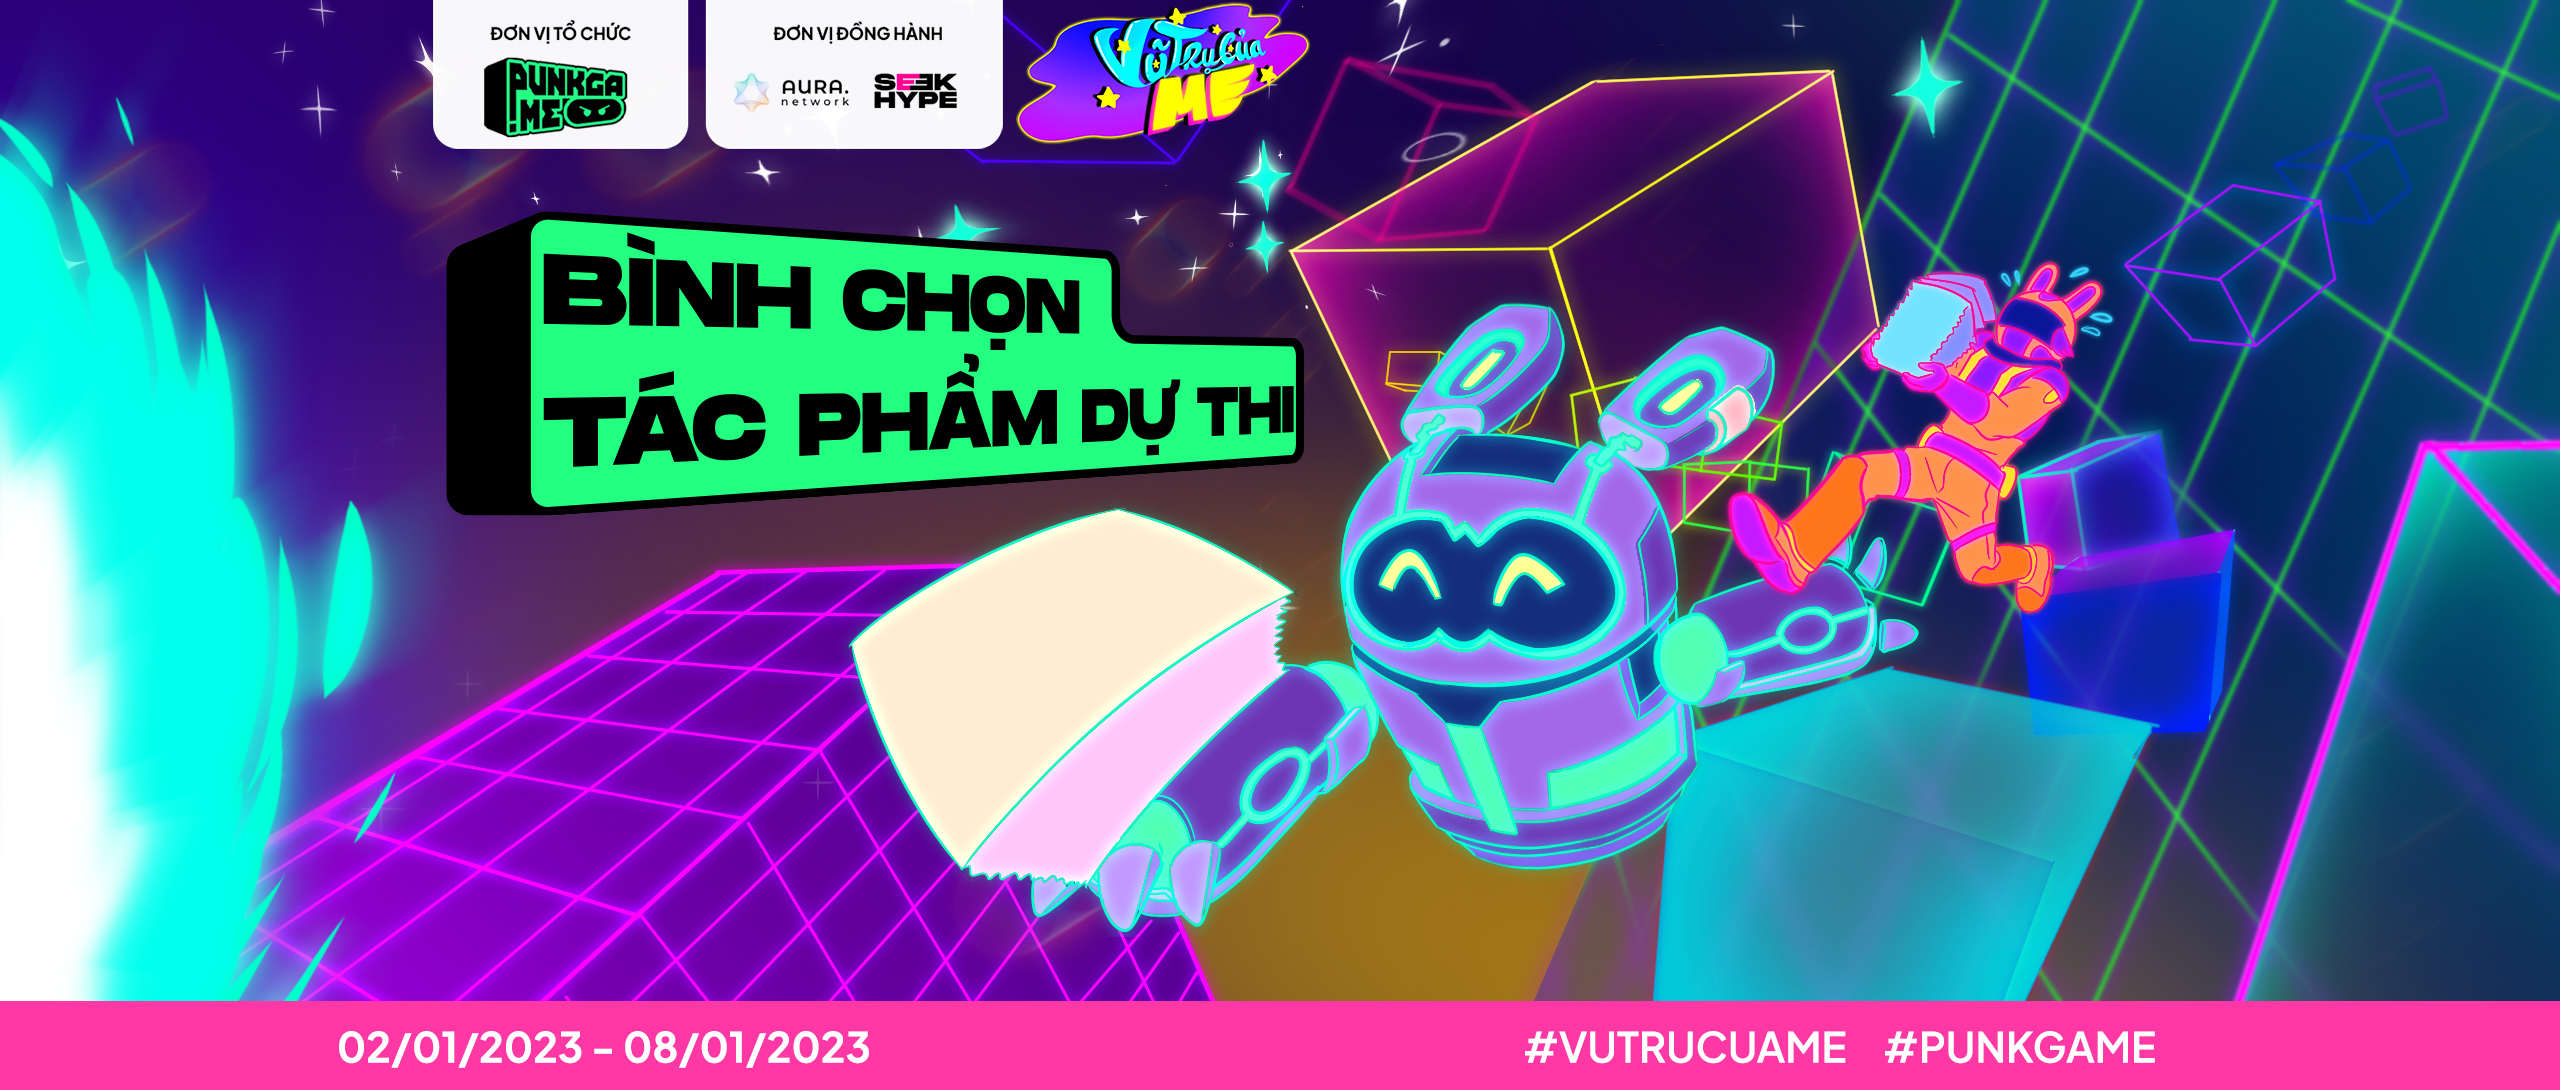 ĐƠN VỊ TỔ CHỨC
PUNKGA
.ME
ĐƠN VỊ ĐỒNG HÀNH
AURA.
network
SEEK
HYPE
Vũ Trụ Của
ME
BÌNH CHỌN
TÁC PHẨM DỰ THI
02/01/2023 - 08/01/2023
#VUTRUCUAME #PUNKGAME